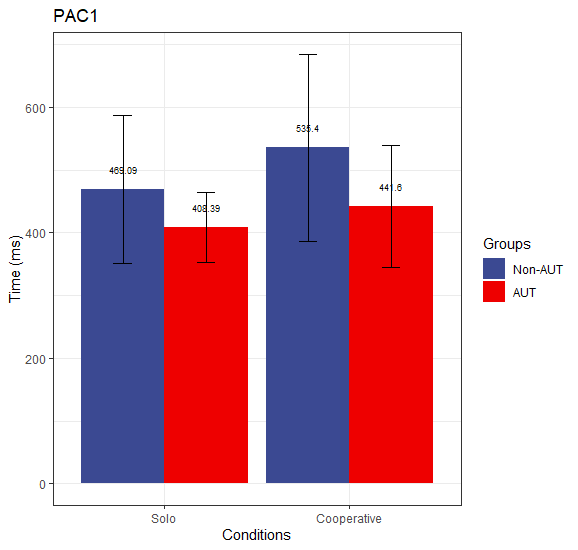 PAC1
Time (ms)
600
400
200
0
469.09
408.39
535.4
441.6
Solo
Cooperative
Conditions
Groups
Non-AUT
AUT